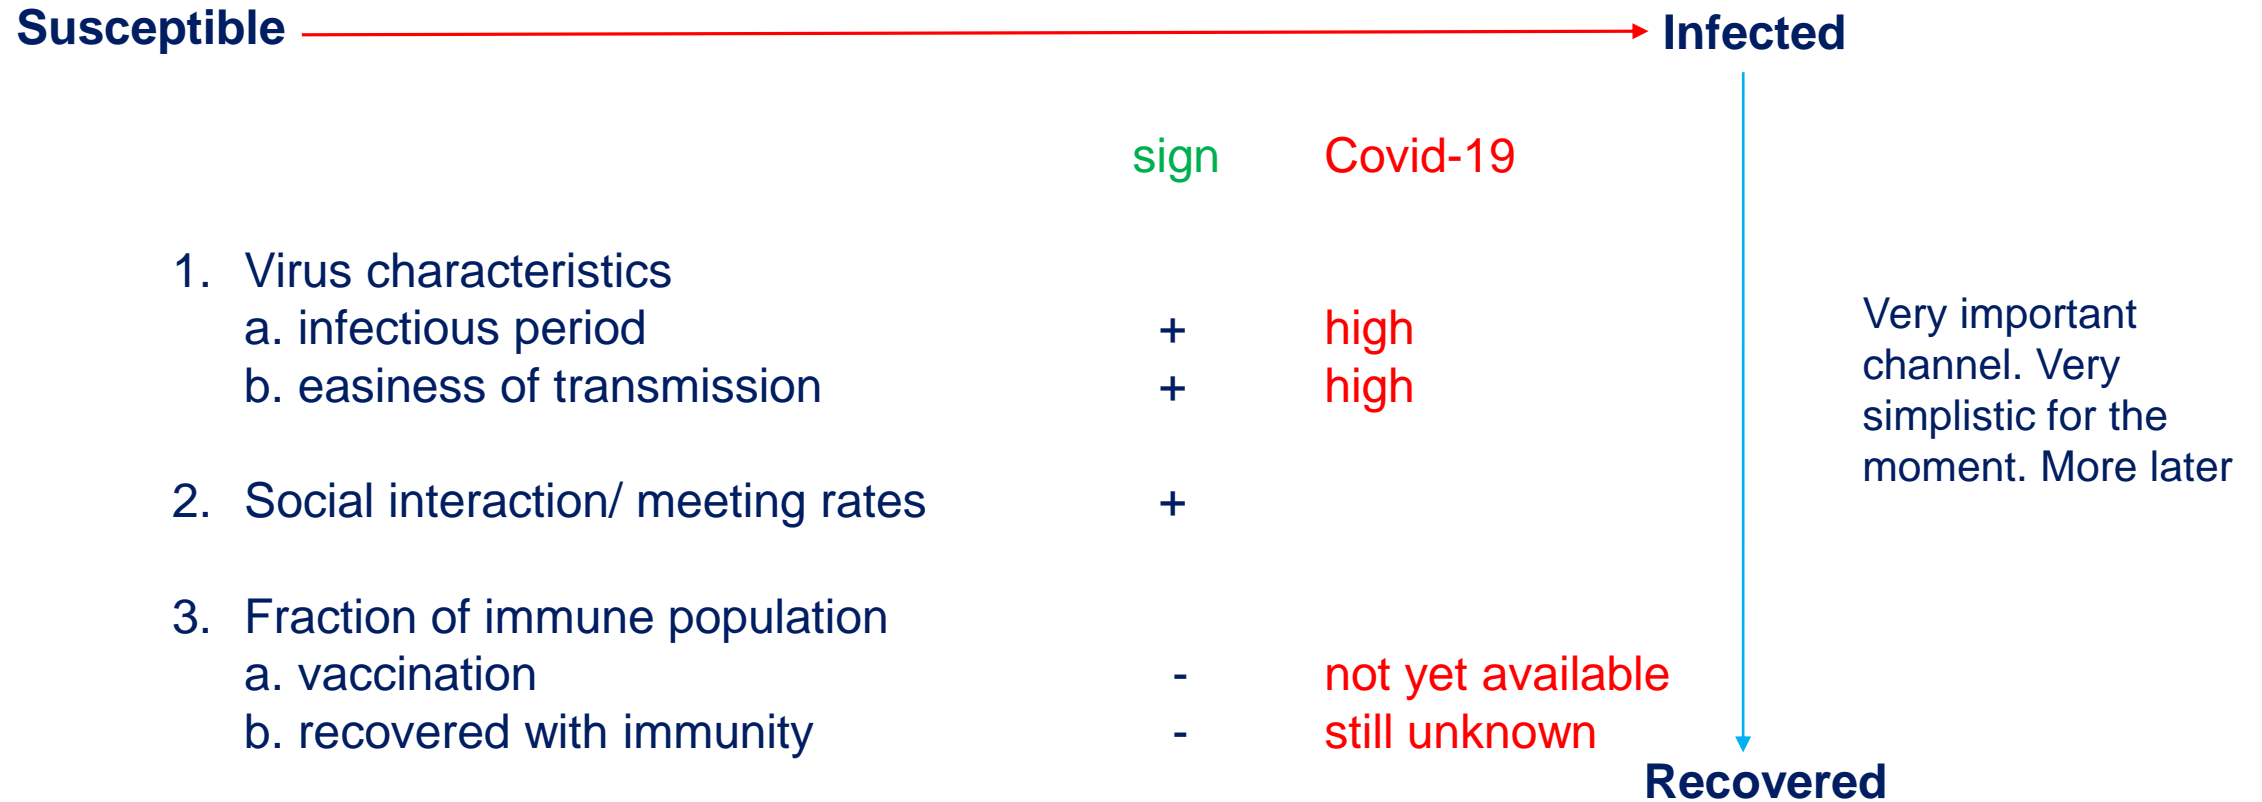 Susceptible Infected
sign Covid-19
1. Virus characteristics
a. infectious period + high
b. easiness of transmission + high
2. Social interaction/ meeting rates +
3. Fraction of immune population
a. vaccination - not yet available
b. recovered with immunity - still unknown
Very important
channel. Very
simplistic for the
moment. More later
Recovered